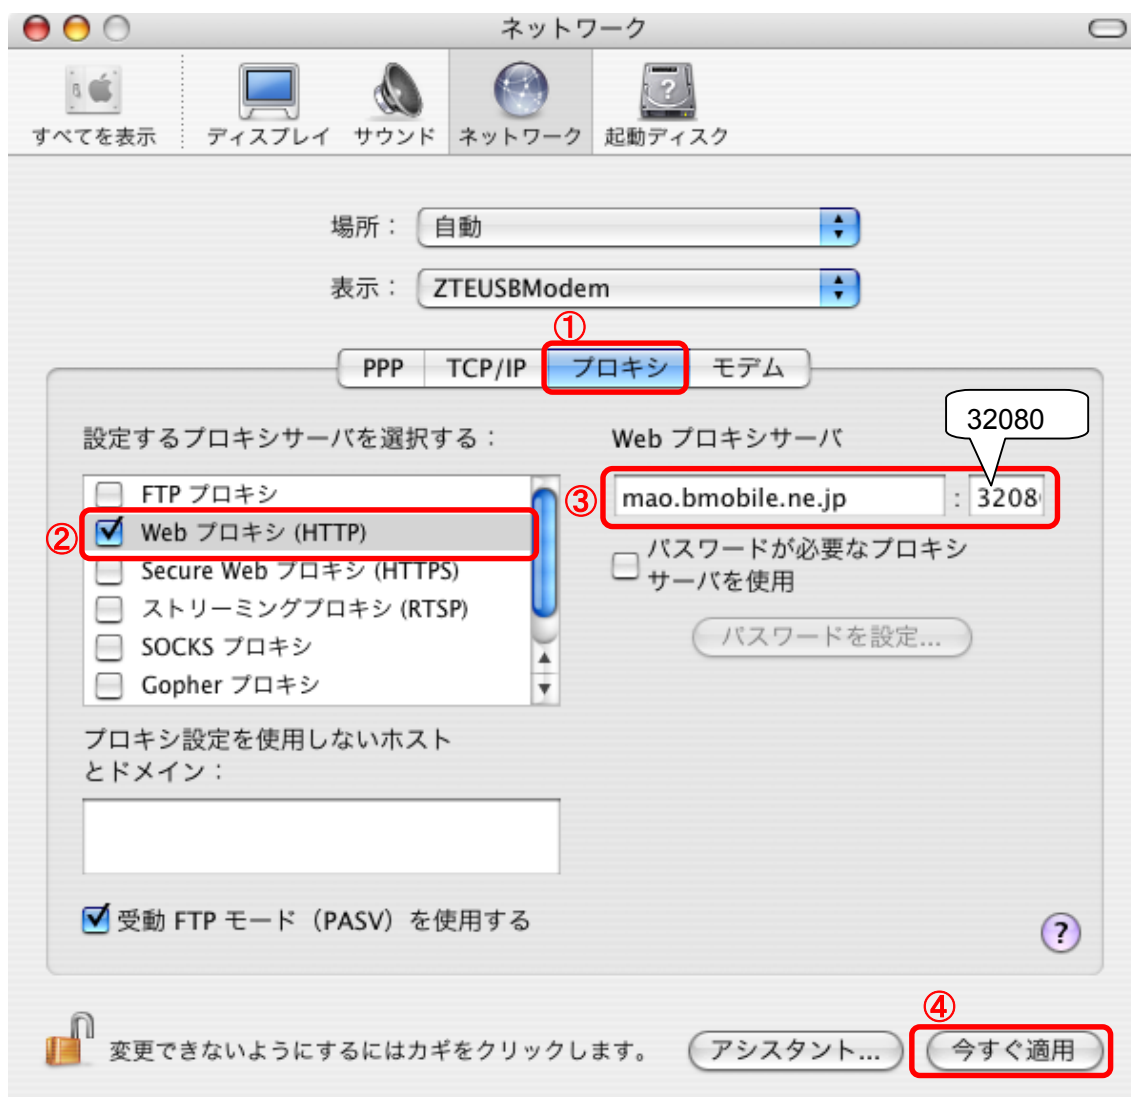 ネットワーク
すべてを表示
ディスプレイ
サウンド
ネットワーク
起動ディスク
場所：
自動
表示：
ZTEUSBModem
①
PPP
TCP/IP
プロキシ
モデム
設定するプロキシサーバを選択する：
FTP プロキシ
②
Web プロキシ (HTTP)
Secure Web プロキシ (HTTPS)
ストリーミングプロキシ (RTSP)
SOCKS プロキシ
Gopher プロキシ
Web プロキシサーバ
32080
③
mao.bmobile.ne.jp : 3208
パスワードが必要なプロキシ
サーバを使用
パスワードを設定...
プロキシ設定を使用しないホスト
とドメイン：
受動 FTP モード（PASV）を使用する
?
④
変更できないようにするにはカギをクリックします。
アシスタント...
今すぐ適用